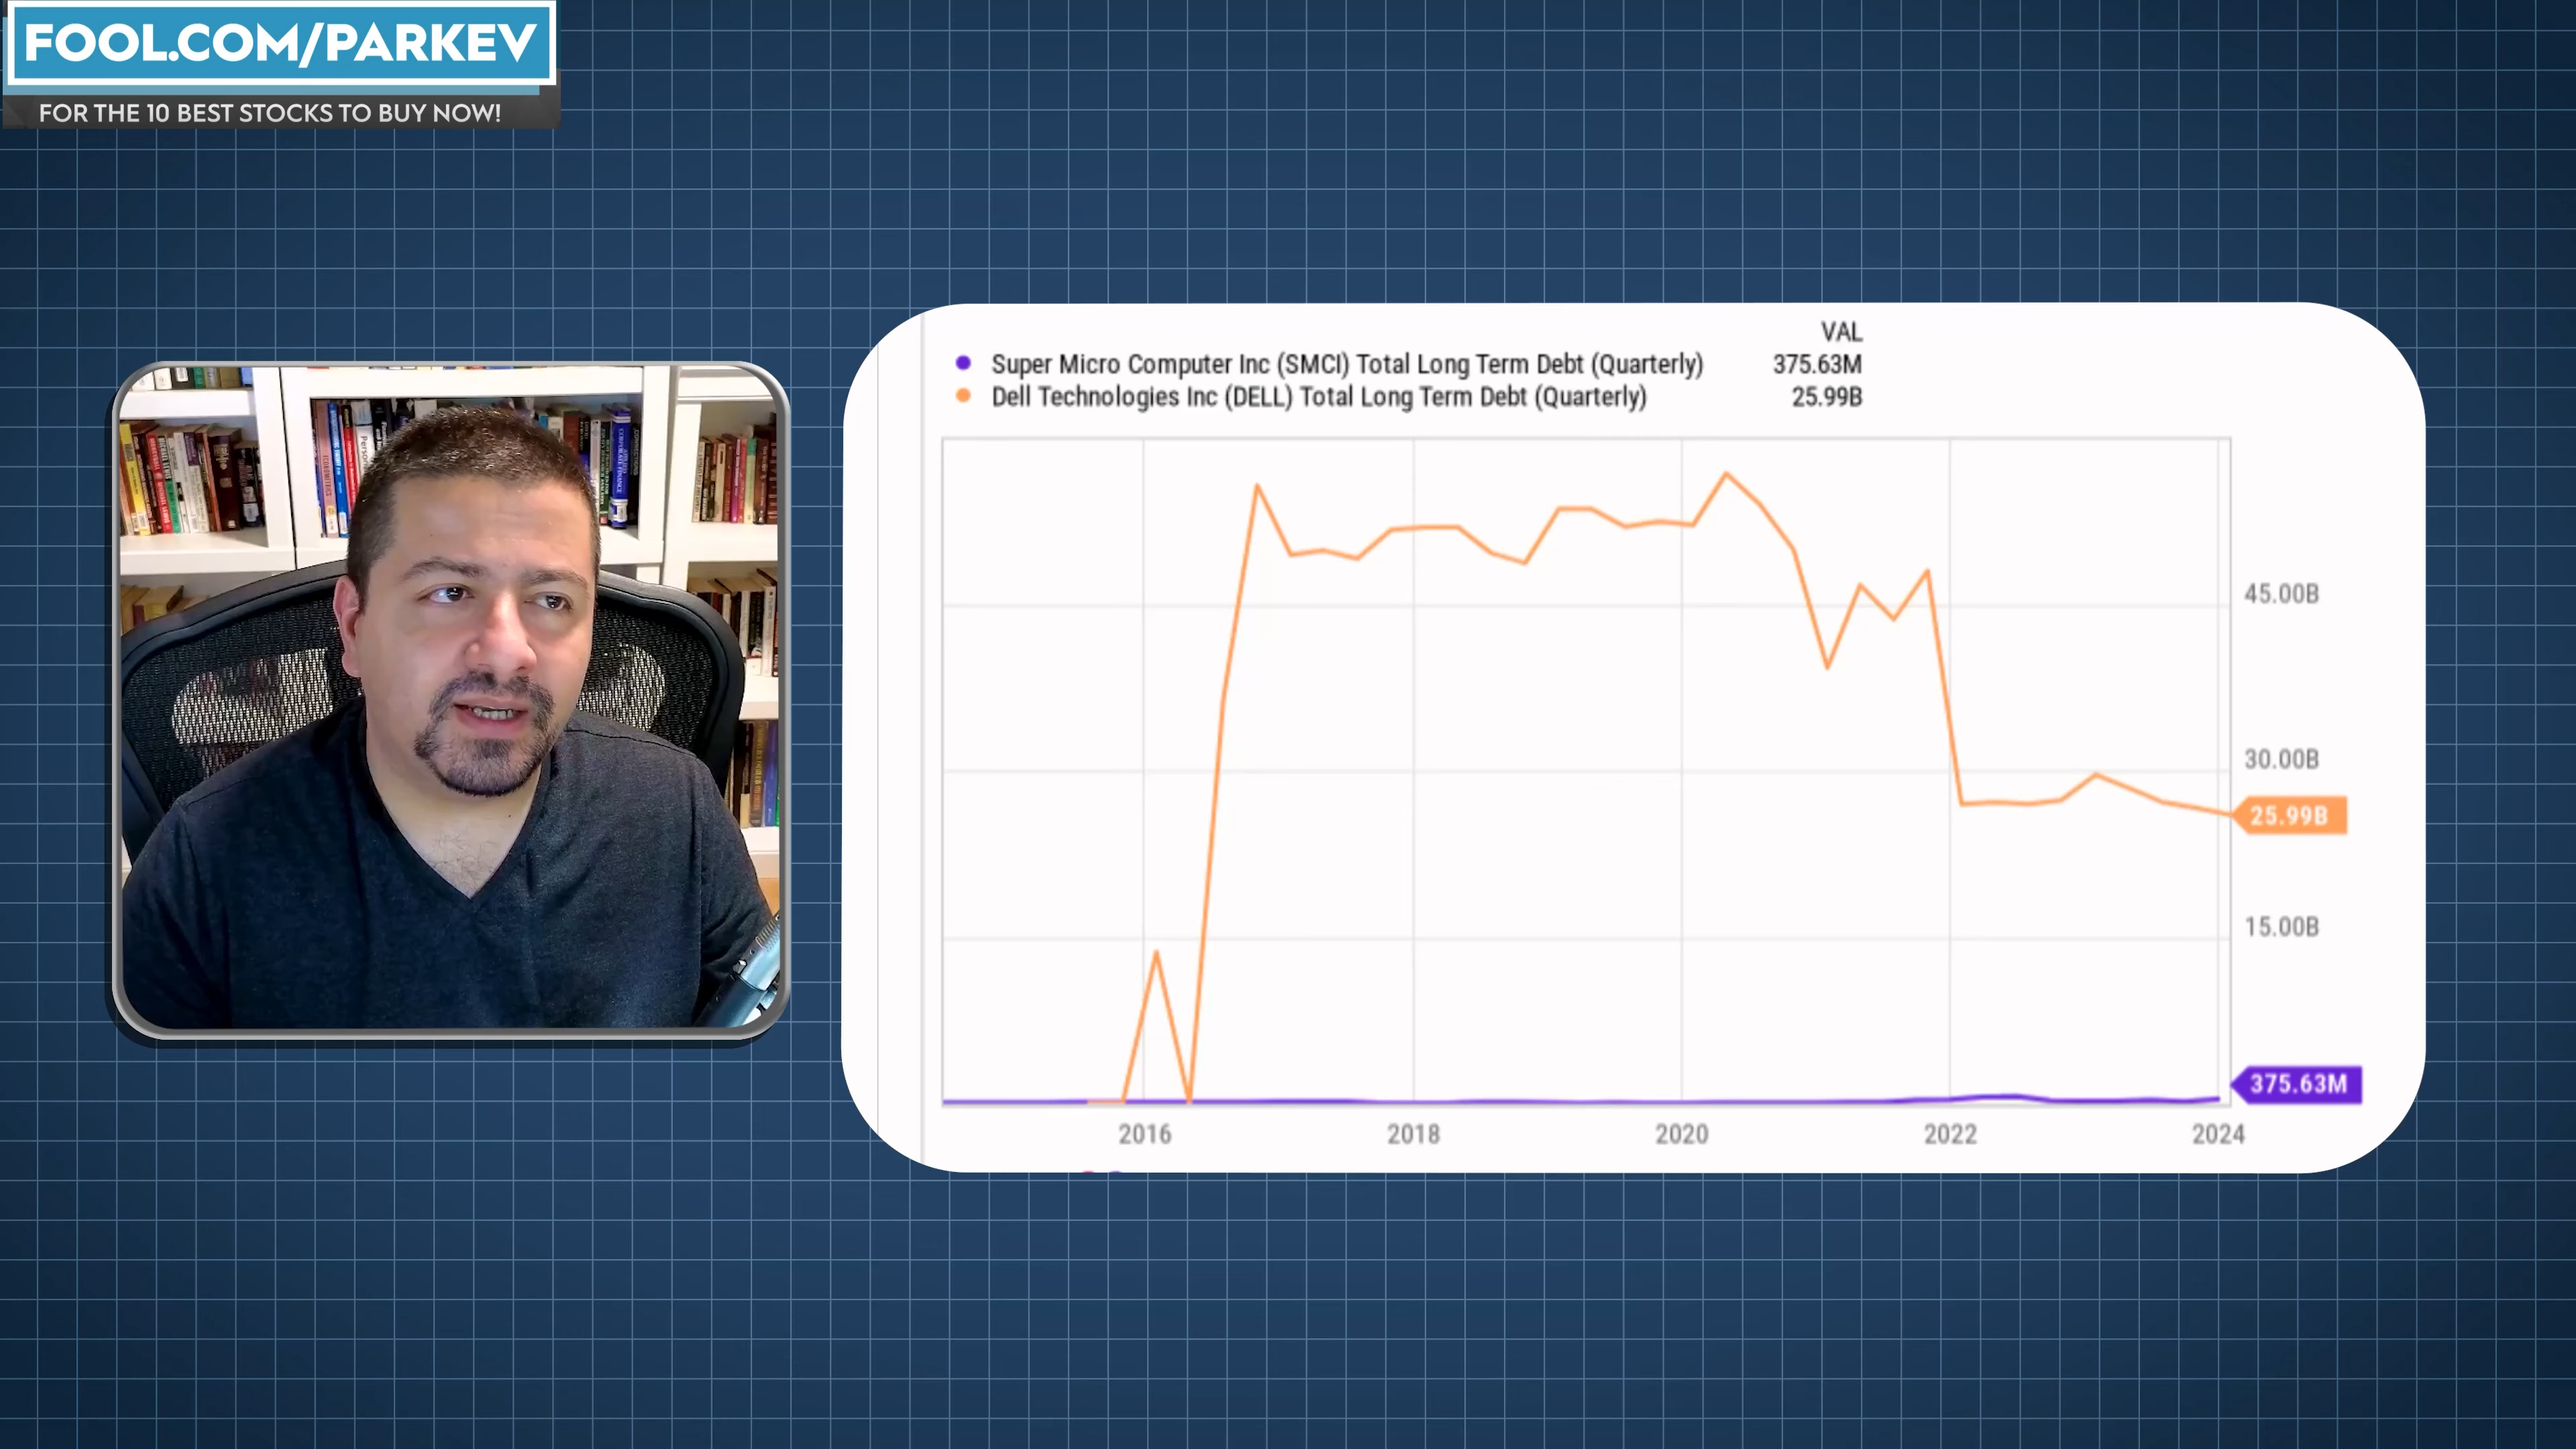 FOOL.COM/PARKEV
FOR THE 10 BEST STOCKS TO BUY NOW!
VAL
Super Micro Computer Inc (SMCI) Total Long Term Debt (Quarterly) 375.63M
Dell Technologies Inc (DELL) Total Long Term Debt (Quarterly) 25.99B
45.00B
30.00B
25.99B
15.00B
375.63M
2016 2018 2020 2022 2024